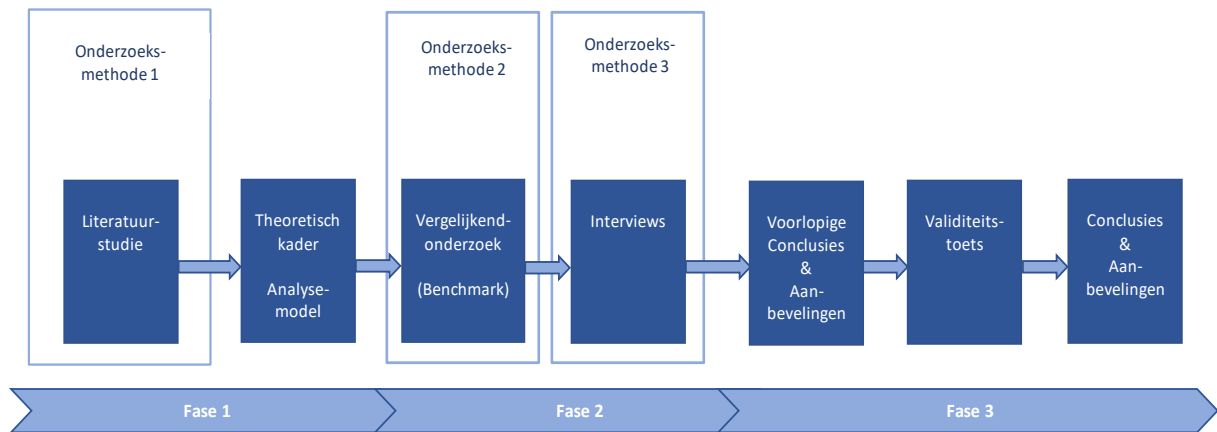 Onderzoeks-
methode 1
Onderzoeks-
methode 2
Onderzoeks-
methode 3
Literatuur-
studie
Theoretisch
kader
Analyse-
model
Vergelijkend-
onderzoek
(Benchmark)
Interviews
Voorlopige
Conclusies
&
Aan-
bevelingen
Validiteits-
toets
Conclusies
&
Aan-
bevelingen
Fase 1
Fase 2
Fase 3